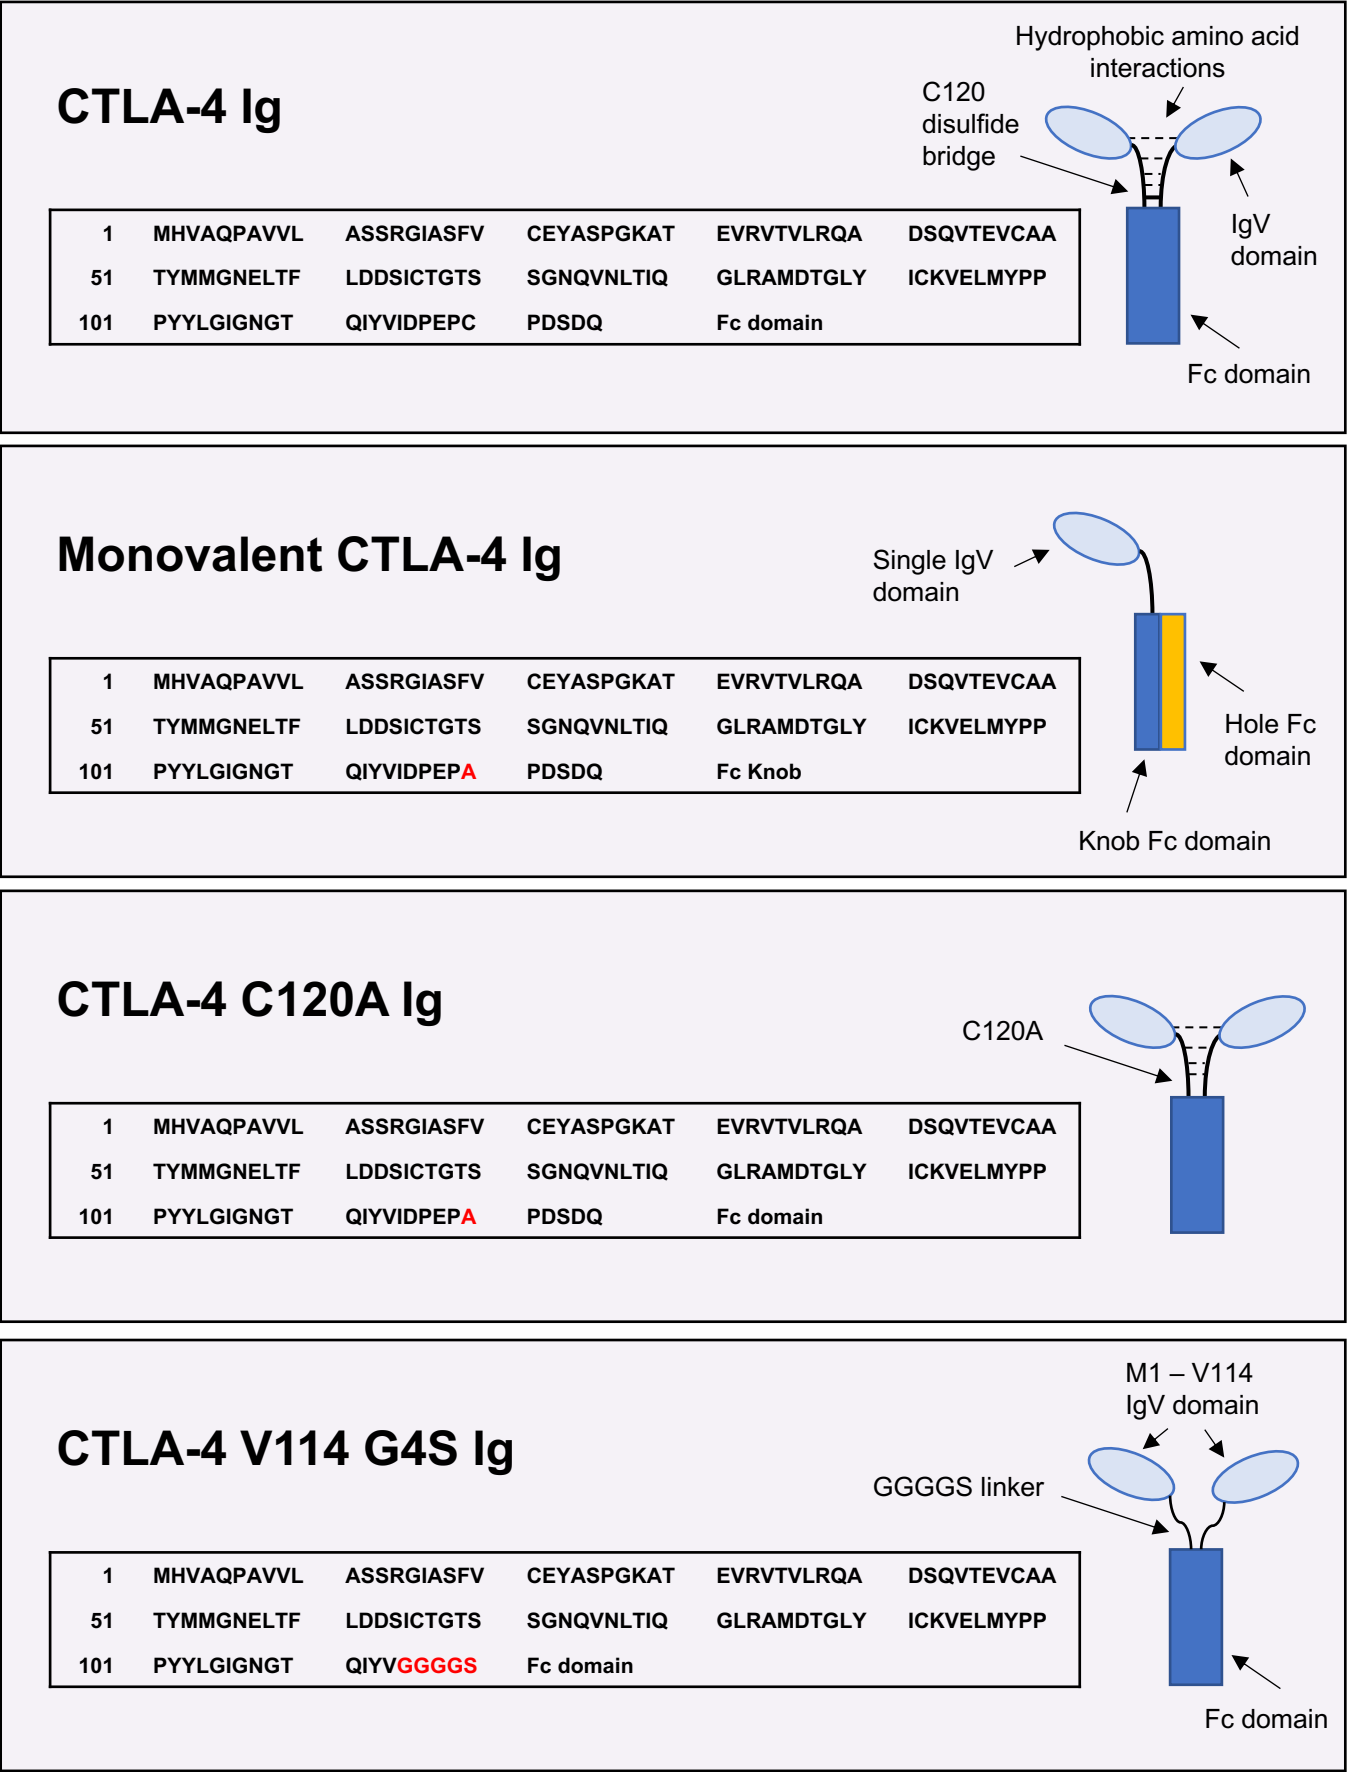 CTLA-4 Ig
Hydrophobic amino acid
interactions
C120
disulfide
bridge
IgV
domain
Fc domain
1 MHVAQPAVVL ASSRGIASFV CEYASPGKAT EVRVTVLRQA DSQVTEVCAA
51 TYMMGNELTF LDDSICTGTS SGNQVNLTIQ GLRAMDTGLY ICKVELMYPP
101 PYYLGIGNGT QIYVIDPEPC PDSDQ Fc domain
Monovalent CTLA-4 Ig
Single IgV
domain
Hole Fc
domain
Knob Fc domain
1 MHVAQPAVVL ASSRGIASFV CEYASPGKAT EVRVTVLRQA DSQVTEVCAA
51 TYMMGNELTF LDDSICTGTS SGNQVNLTIQ GLRAMDTGLY ICKVELMYPP
101 PYYLGIGNGT QIYVIDPEPA PDSDQ Fc Knob
CTLA-4 C120A Ig
C120A
1 MHVAQPAVVL ASSRGIASFV CEYASPGKAT EVRVTVLRQA DSQVTEVCAA
51 TYMMGNELTF LDDSICTGTS SGNQVNLTIQ GLRAMDTGLY ICKVELMYPP
101 PYYLGIGNGT QIYVIDPEPA PDSDQ Fc domain
CTLA-4 V114 G4S Ig
M1 – V114
IgV domain
GGGGS linker
1 MHVAQPAVVL ASSRGIASFV CEYASPGKAT EVRVTVLRQA DSQVTEVCAA
51 TYMMGNELTF LDDSICTGTS SGNQVNLTIQ GLRAMDTGLY ICKVELMYPP
101 PYYLGIGNGT QIYVGGGGS Fc domain
Fc domain